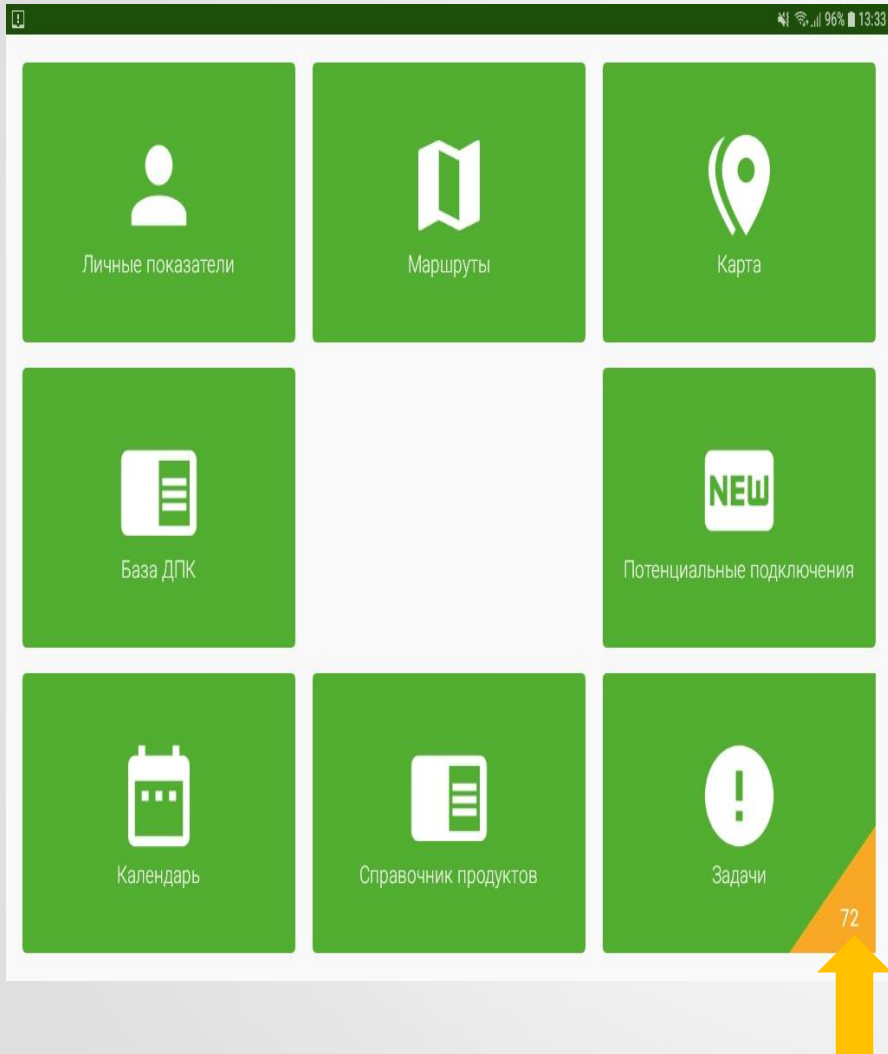 96% 13:33
Личные показатели
Маршруты
Карта
База ДПК
NEW
Потенциальные подключения
Календарь
Справочник продуктов
Задачи
72